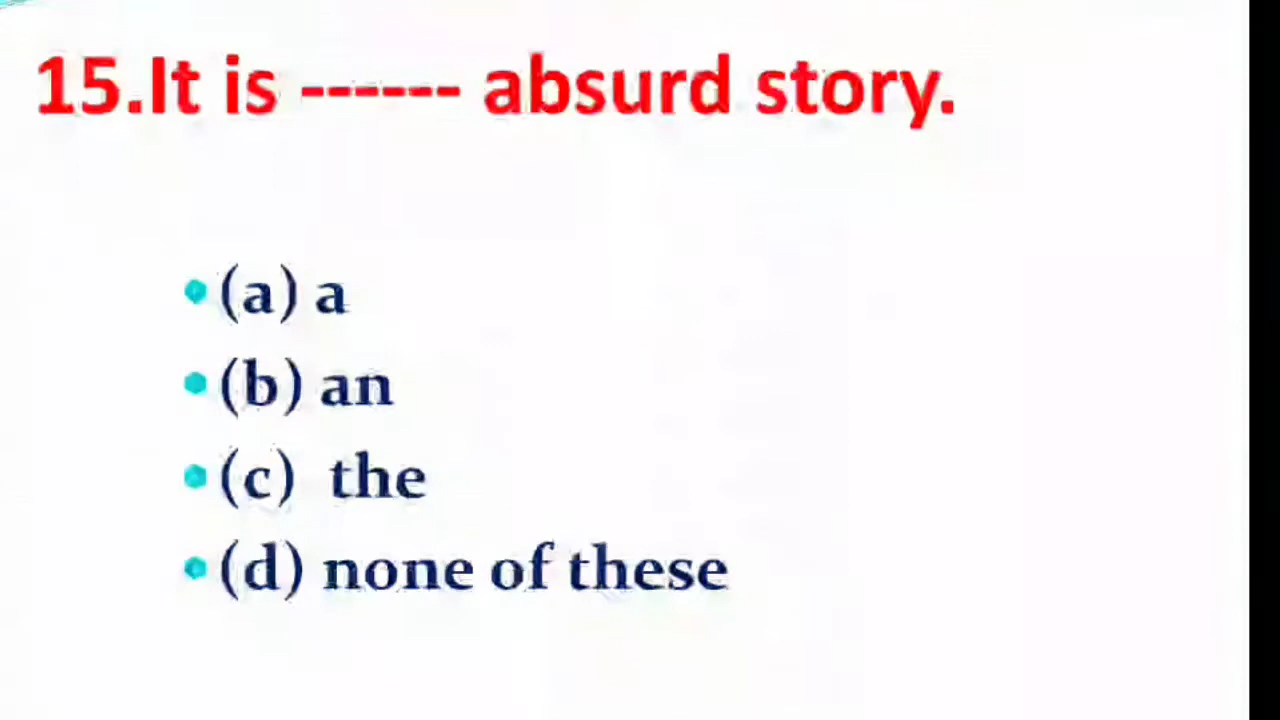 15.It is ------ absurd story.
(a) a
(b) an
(c) the
(d) none of these